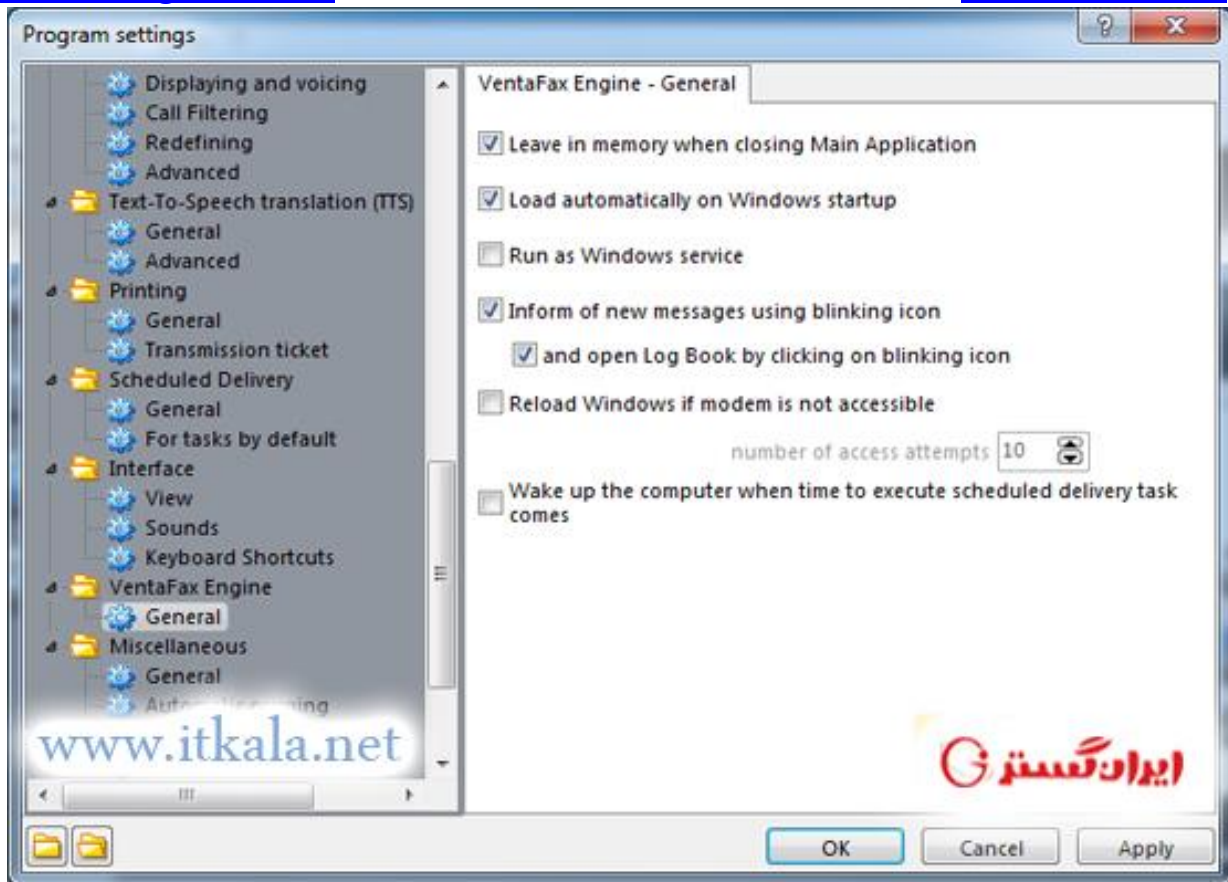 Program settings
Displaying and voicing
Call Filtering
Redefining
Advanced
Text-To-Speech translation (TTS)
General
Advanced
Printing
General
Transmission ticket
Scheduled Delivery
General
For tasks by default
Interface
View
Sounds
Keyboard Shortcuts
VentaFax Engine
General
Miscellaneous
General
www.itkala.net
VentaFax Engine - General
Leave in memory when closing Main Application
Load automatically on Windows startup
Run as Windows service
Inform of new messages using blinking icon
and open Log Book by clicking on blinking icon
Reload Windows if modem is not accessible
number of access attempts 10
Wake up the computer when time to execute scheduled delivery task
comes
ایران گستر
OK Cancel Apply